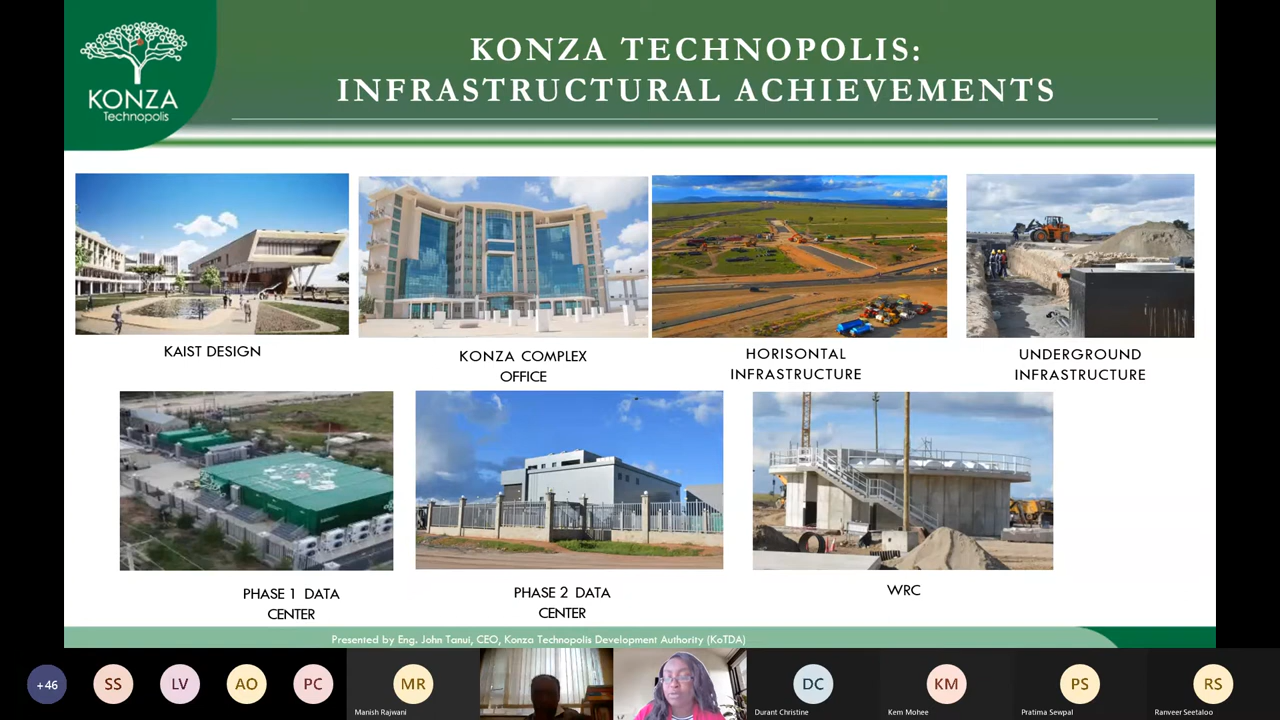 KONZA
Technopolis
KONZA TECHNOPOLIS:
INFRASTRUCTURAL ACHIEVEMENTS
KAIST DESIGN
KONZA COMPLEX
OFFICE
HORISONTAL
INFRASTRUCTURE
UNDERGROUND
INFRASTRUCTURE
PHASE 1 DATA
CENTER
PHASE 2 DATA
CENTER
WRC
Presented by Eng. John Tanui, CEO, Konza Technopolis Development Authority (KoTDA)
+46
SS
LV
AO
PC
MR
Manish Rajwani
DC
Durant Christine
KM
Kem Mohee
PS
Pratima Sewpal
RS
Ranveer Seetaloo